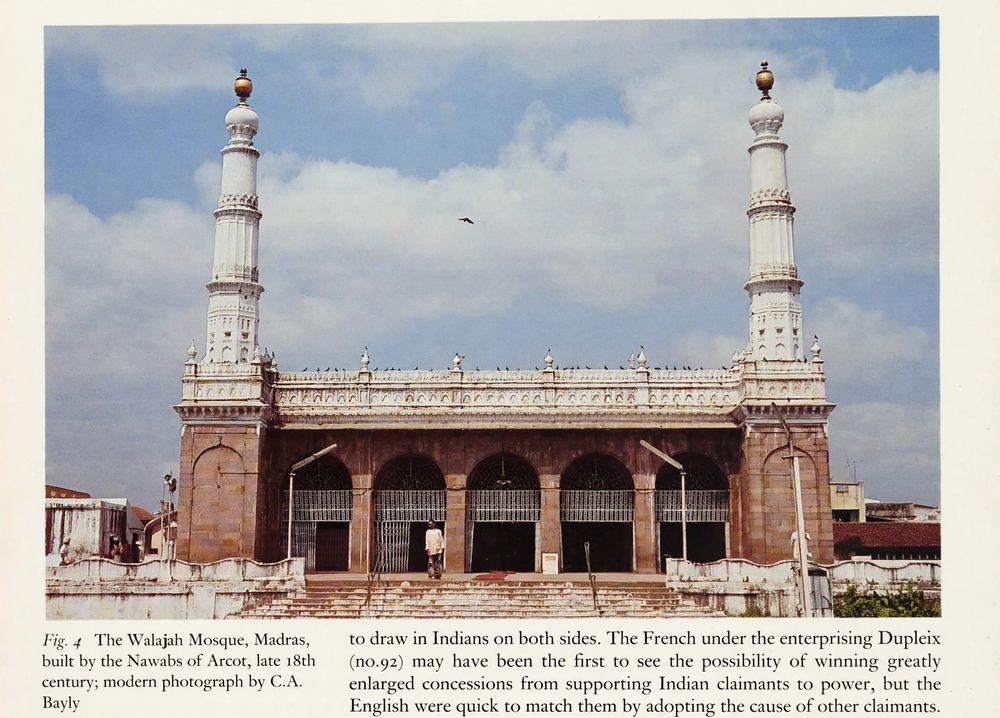 Fig. 4 The Walajah Mosque, Madras,
built by the Nawabs of Arcot, late 18th
century; modern photograph by C.A.
Bayly
to draw in Indians on both sides. The French under the enterprising Dupleix
(no.92) may have been the first to see the possibility of winning greatly
enlarged concessions from supporting Indian claimants to power, but the
English were quick to match them by adopting the cause of other claimants.